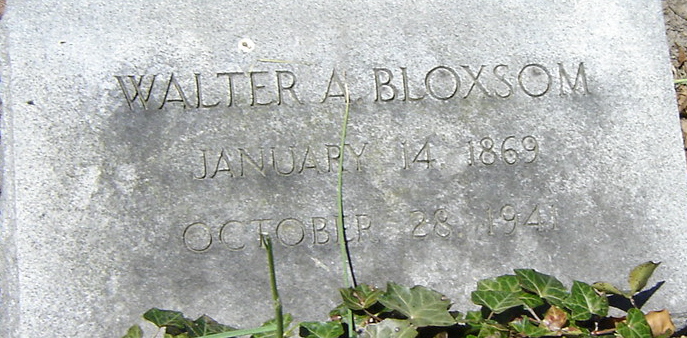 WALTER A BLOXSOM
JANUARY 14 1869
OCTOBER 28 1941